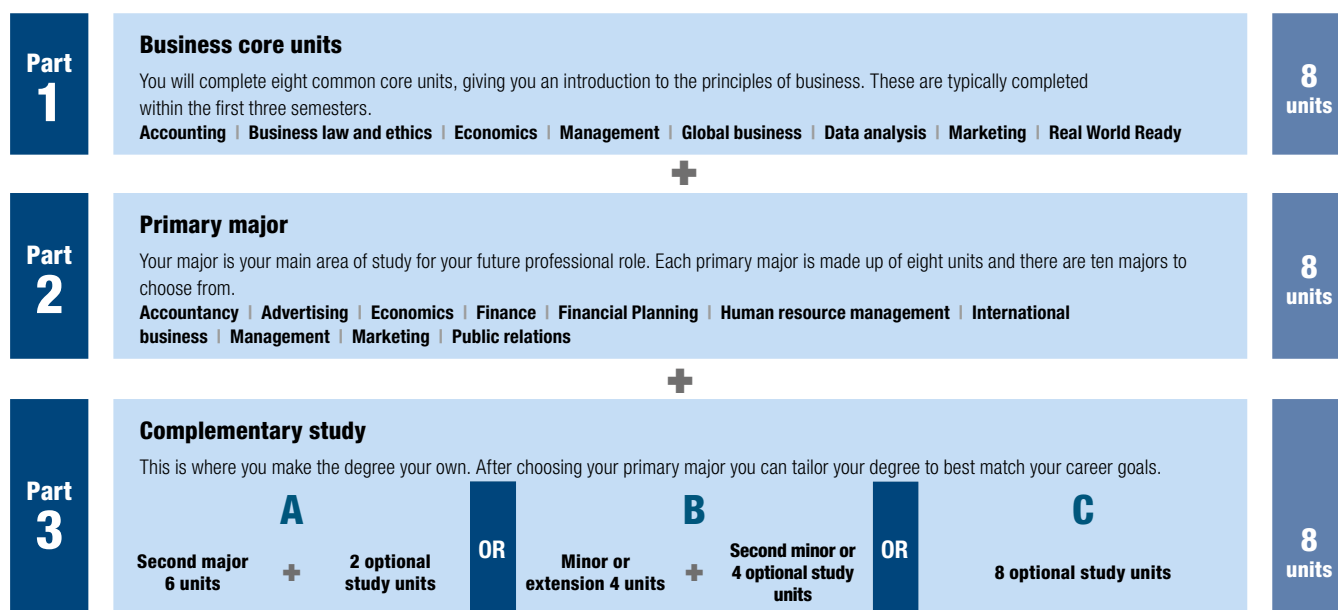 Part
1
Business core units
You will complete eight common core units, giving you an introduction to the principles of business. These are typically completed
within the first three semesters.
Accounting | Business law and ethics | Economics | Management | Global business | Data analysis | Marketing | Real World Ready
8
units
+
Part
2
Primary major
Your major is your main area of study for your future professional role. Each primary major is made up of eight units and there are ten majors to
choose from.
Accountancy | Advertising | Economics | Finance | Financial Planning | Human resource management | International
business | Management | Marketing | Public relations
8
units
+
Part
3
Complementary study
This is where you make the degree your own. After choosing your primary major you can tailor your degree to best match your career goals.
A
Second major
6 units
+
2 optional
study units
OR
B
Minor or
extension 4 units
+
Second minor or
4 optional study
units
OR
C
8 optional study units
8
units